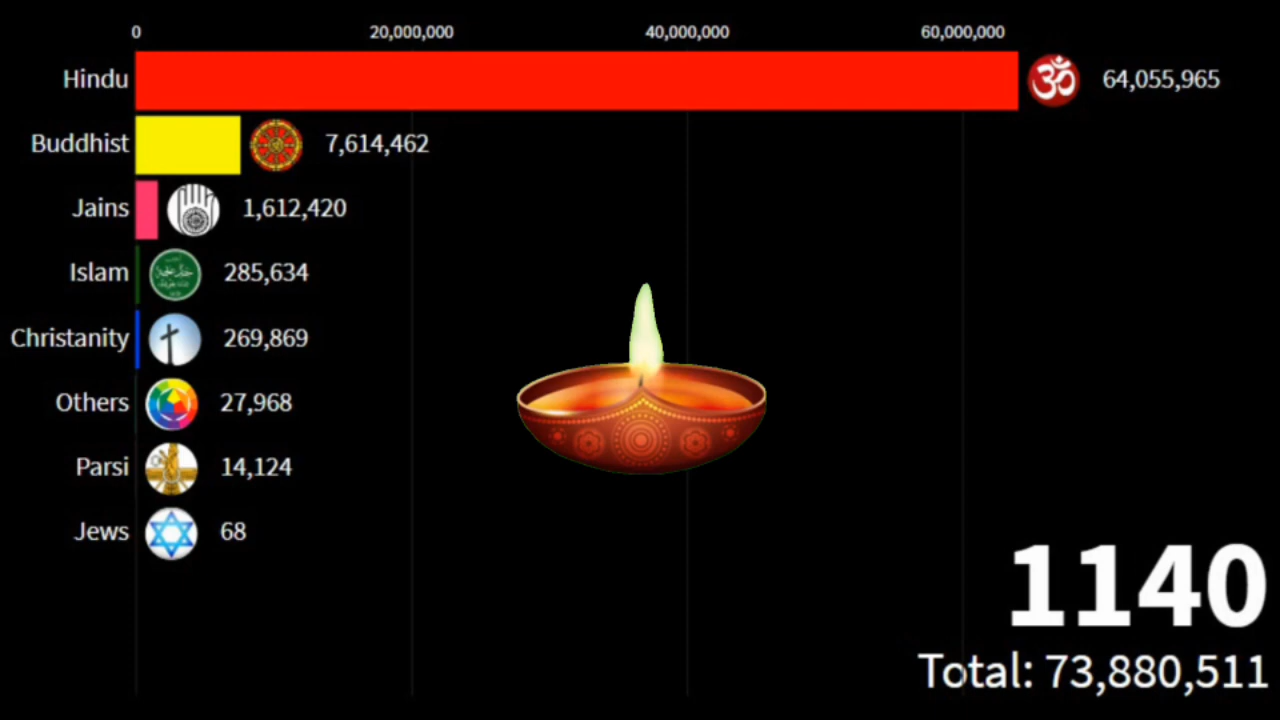 0 20,000,000 40,000,000 60,000,000
Hindu 64,055,965
Buddhist 7,614,462
Jains 1,612,420
Islam 285,634
Christanity 269,869
Others 27,968
Parsi 14,124
Jews 68
1140
Total: 73,880,511